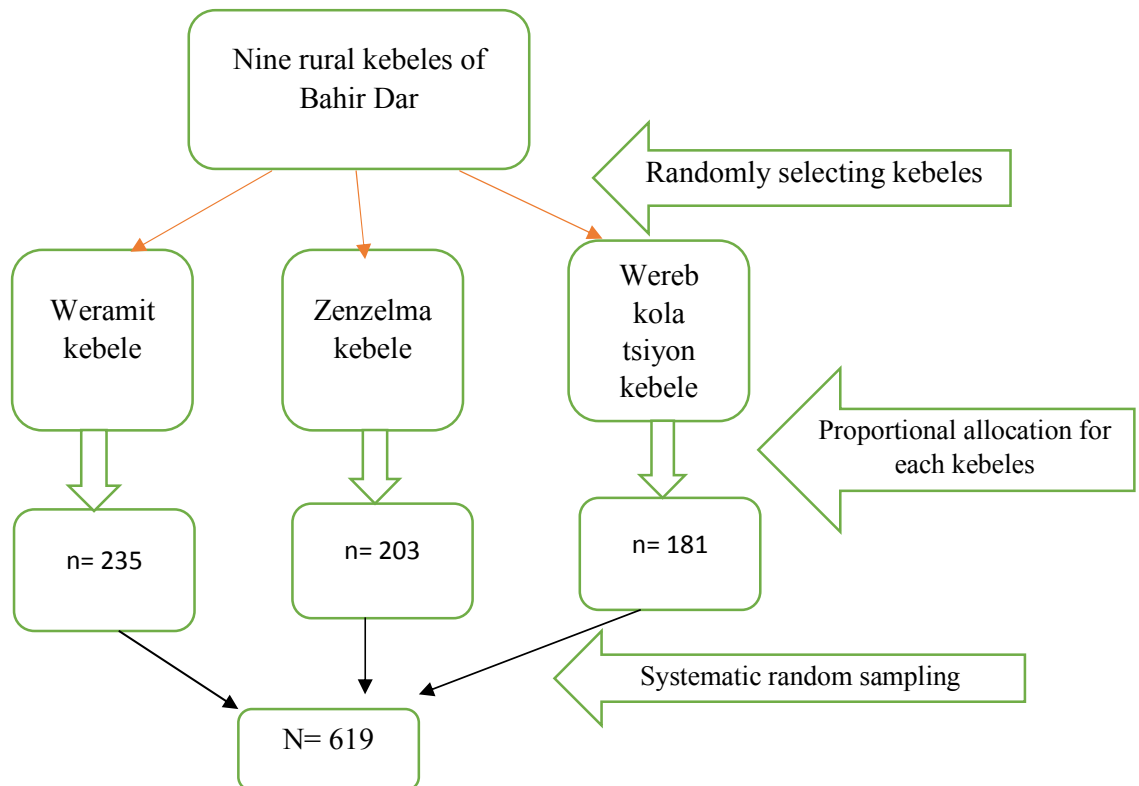 Nine rural kebeles of
Bahir Dar
Randomly selecting kebeles
Weramit
kebele
Zenzelma
kebele
Wereb
kola
tsiyon
kebele
Proportional allocation for
each kebeles
n= 235
n= 203
n= 181
Systematic random sampling
N= 619